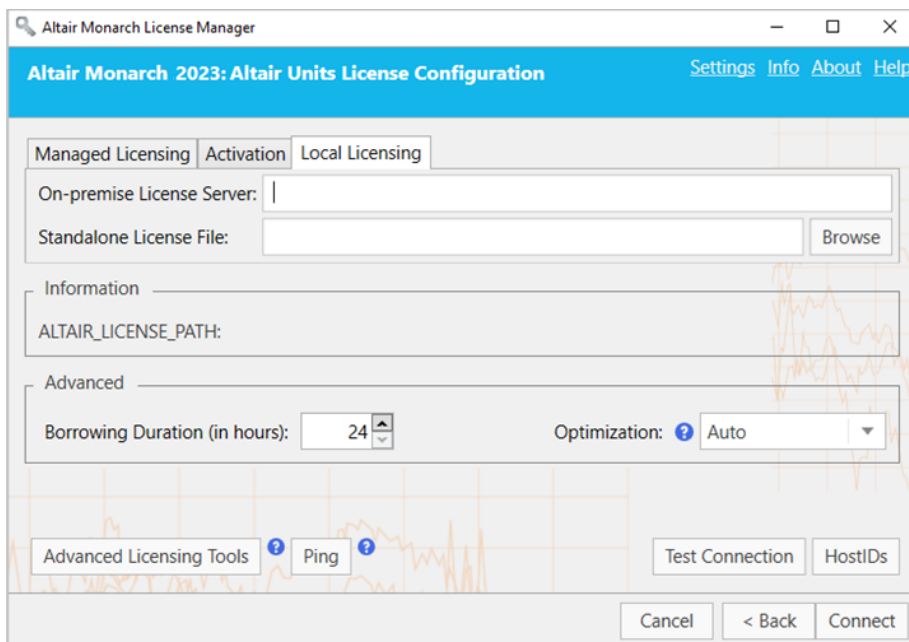 Altair Monarch License Manager
Altair Monarch 2023: Altair Units License Configuration
Settings Info About Help
Managed Licensing Activation Local Licensing
On-premise License Server:
Standalone License File: Browse
Information
ALTAIR_LICENSE_PATH:
Advanced
Borrowing Duration (in hours): 24 Optimization: ? Auto
Advanced Licensing Tools ? Ping ? Test Connection HostIDs
Cancel < Back Connect